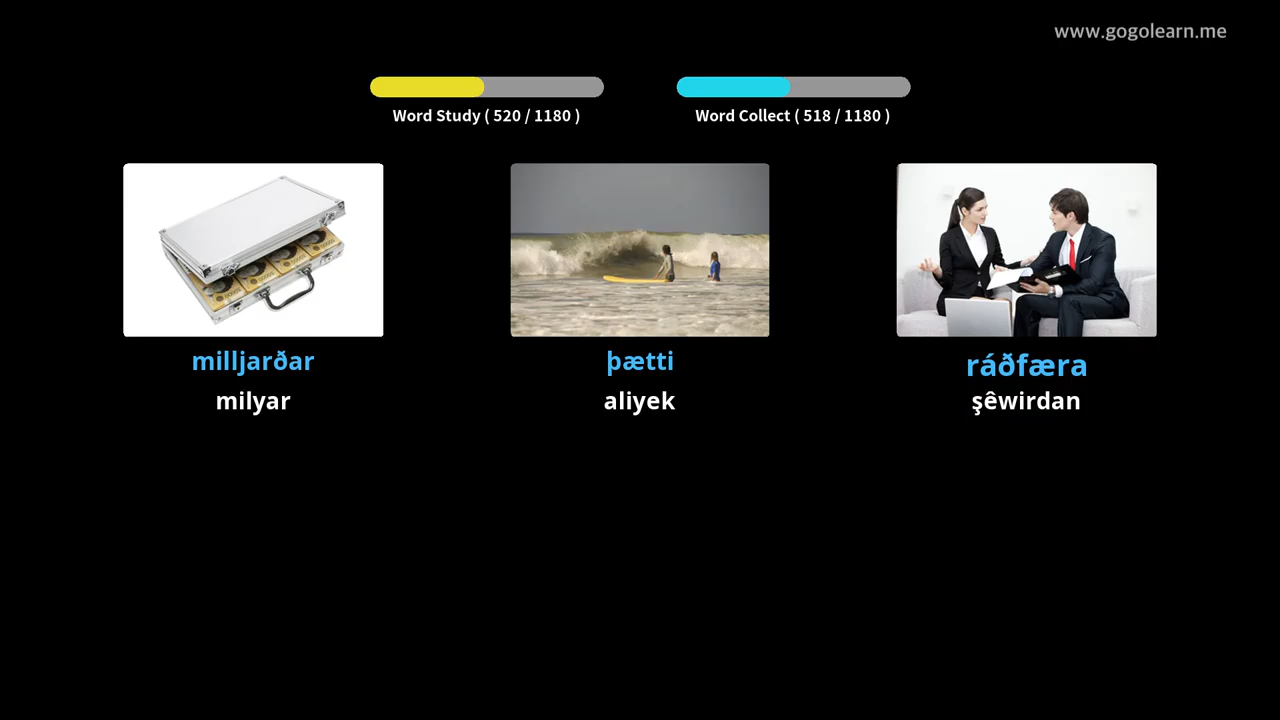 www.gogolearn.me
Word Study ( 520 / 1180 )
Word Collect ( 518 / 1180 )
milljarðar
milyar
þætti
aliyek
ráðfæra
şêwirdan